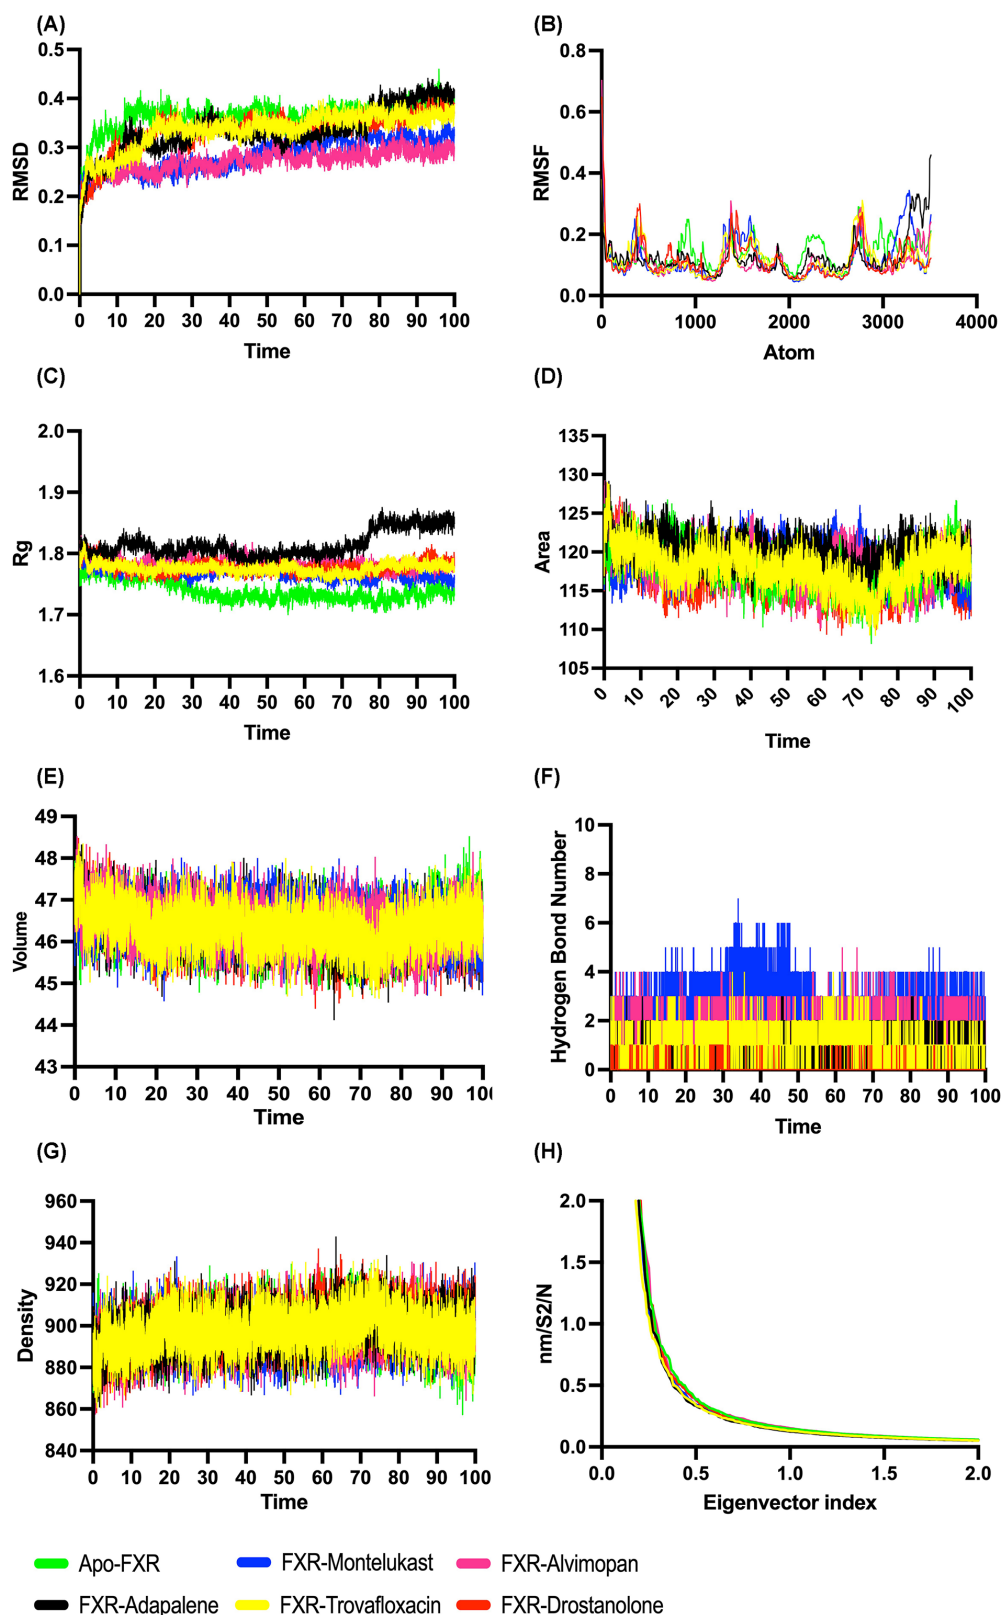 (A)
(B)
0.5
0.4
0.3
0.2
0.1
0.0
RMSD
0 10 20 30 40 50 60 70 80 90 100
Time
0.8
0.6
0.4
0.2
0.0
RMSF
0 1000 2000 3000 4000
Atom
(C)
(D)
2.0
1.9
1.8
1.7
1.6
Rg
0 10 20 30 40 50 60 70 80 90 100
Time
135
130
125
120
115
110
105
Area
0 10 20 30 40 50 60 70 80 90 100
Time
(E)
(F)
49
48
47
46
45
44
43
Volume
0 10 20 30 40 50 60 70 80 90 100
Time
10
8
6
4
2
0
Hydrogen Bond Number
0 10 20 30 40 50 60 70 80 90 100
Time
(G)
(H)
960
940
920
900
880
860
840
Density
0 10 20 30 40 50 60 70 80 90 100
Time
2.0
1.5
1.0
0.5
0.0
nm/S2/N
0.0 0.5 1.0 1.5 2.0
Eigenvector index
Apo-FXR FXR-Montelukast FXR-Alvimopan
FXR-Adapalene FXR-Trovafloxacin FXR-Drostanolone